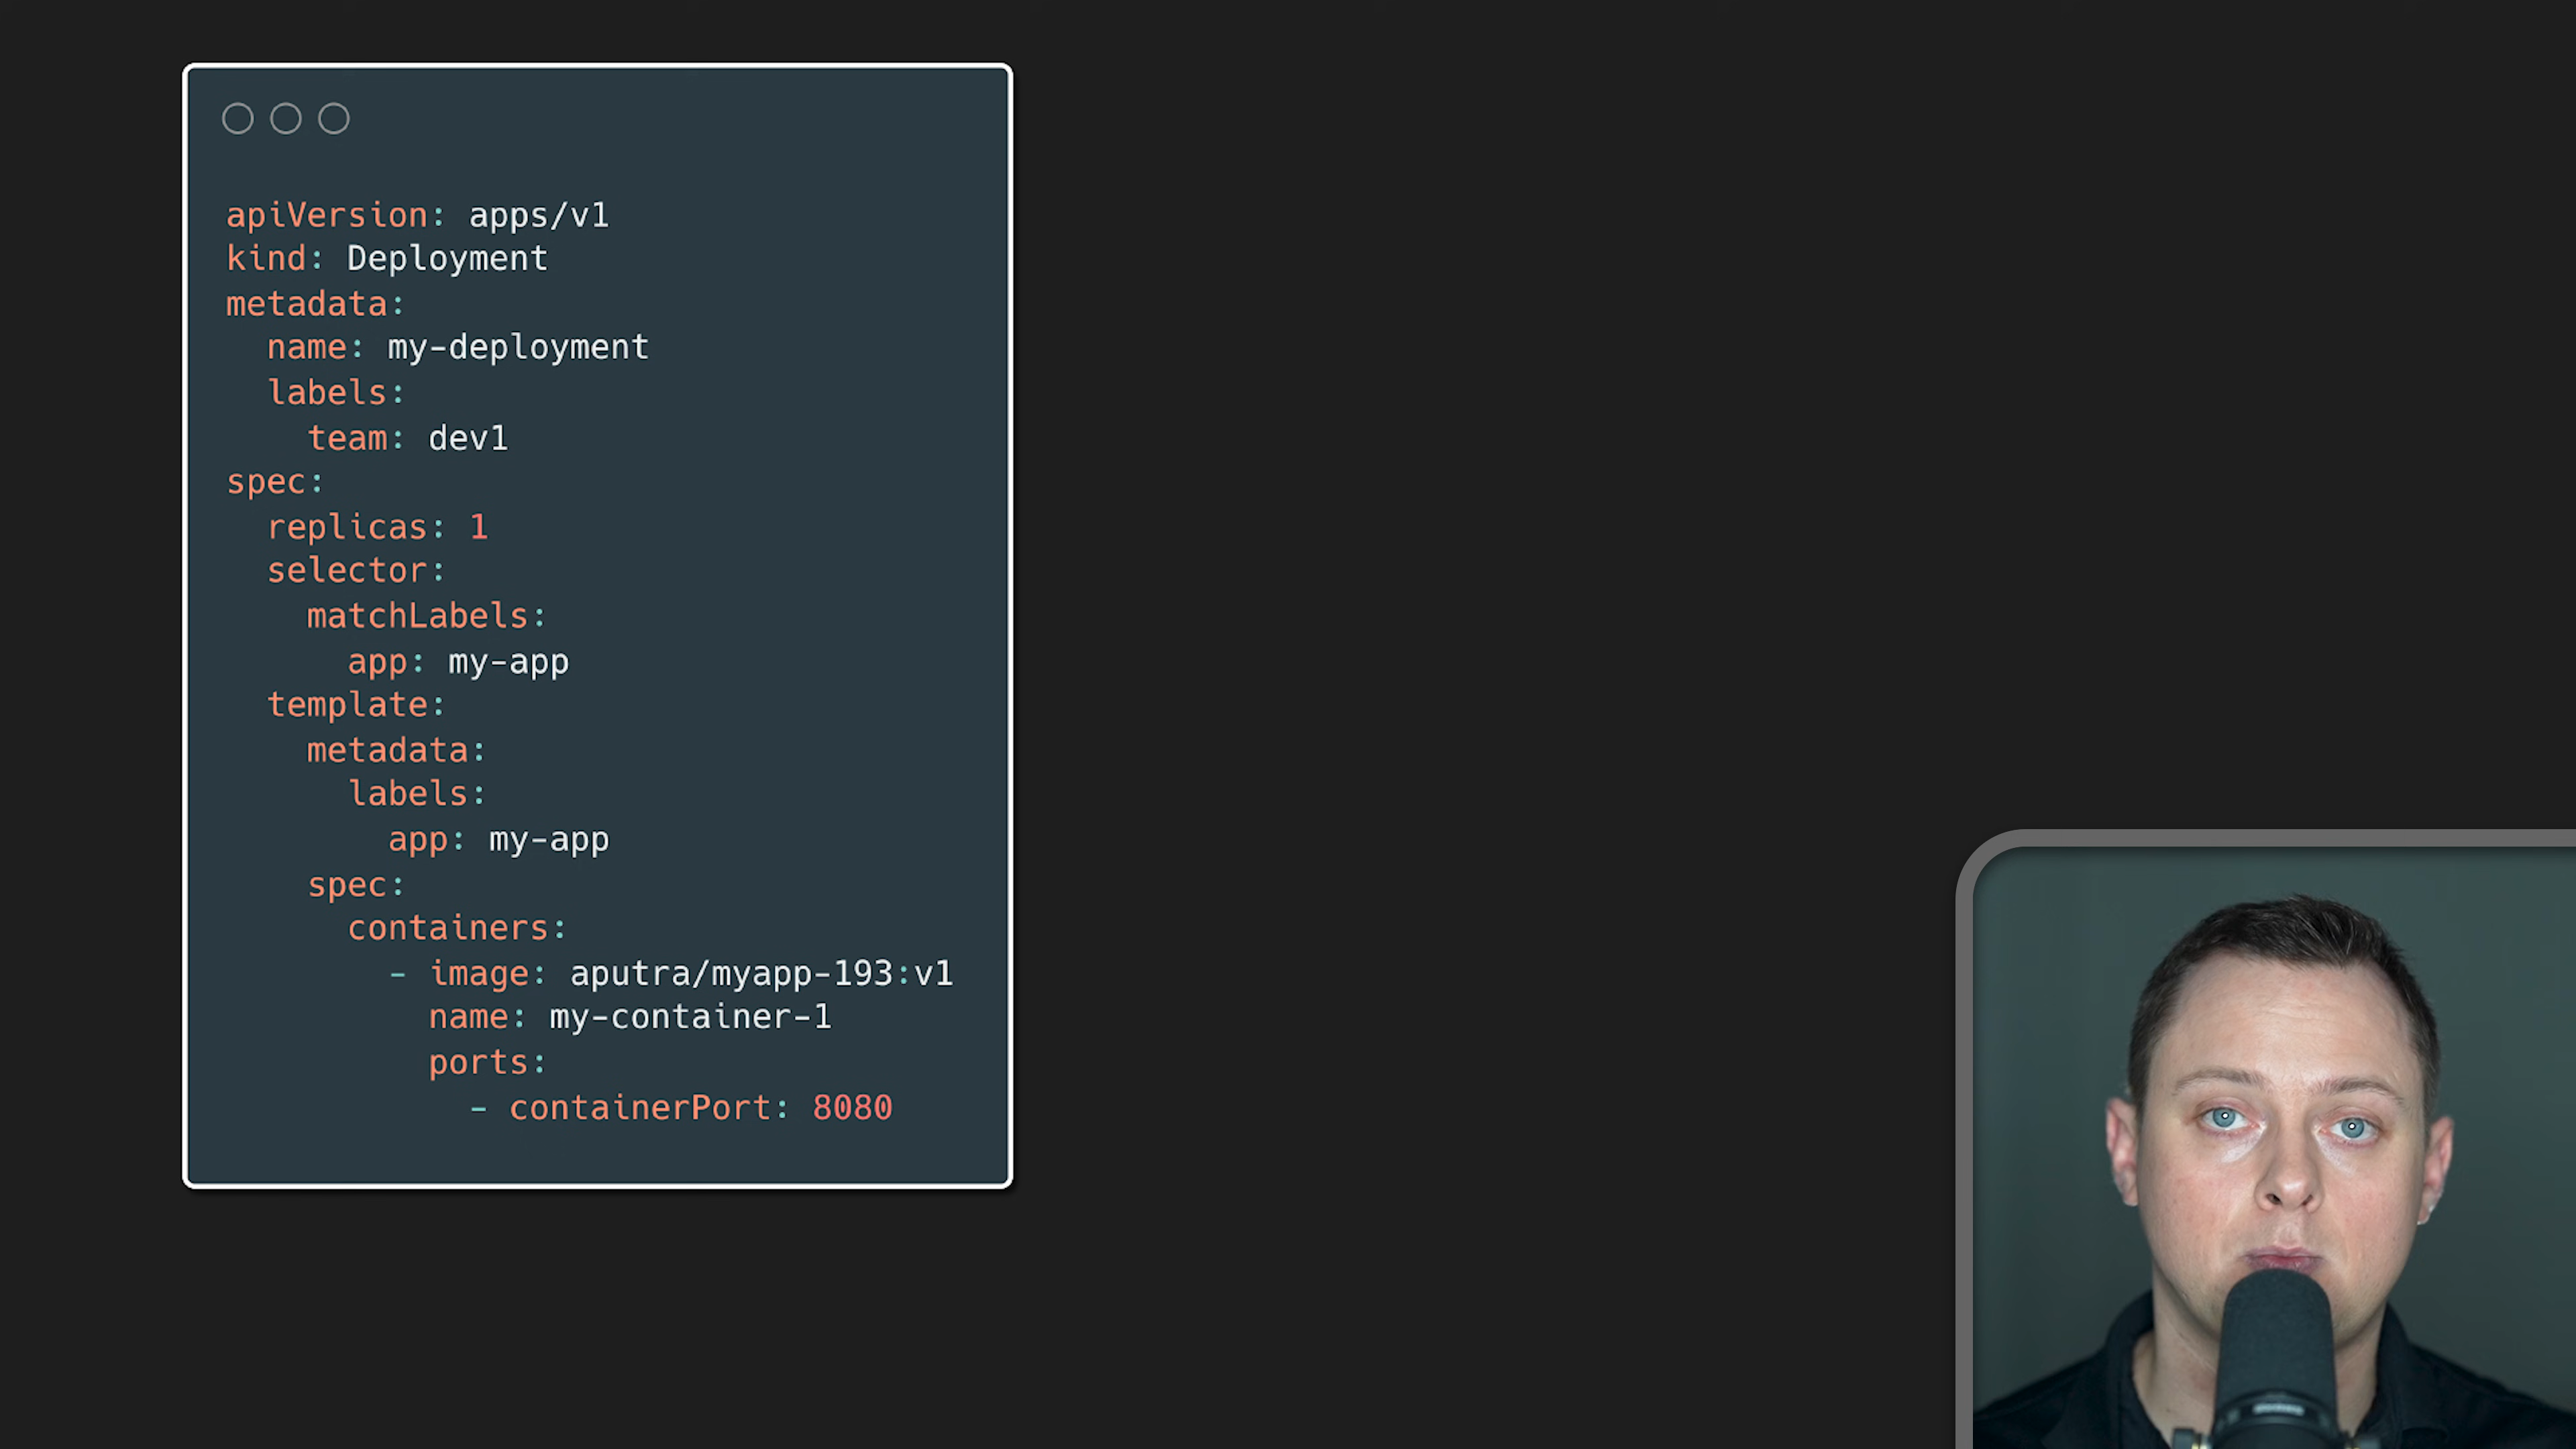 apiVersion: apps/v1
kind: Deployment
metadata:
  name: my-deployment
  labels:
    team: dev1
spec:
  replicas: 1
  selector:
    matchLabels:
      app: my-app
  template:
    metadata:
      labels:
        app: my-app
    spec:
      containers:
        - image: aputra/myapp-193:v1
          name: my-container-1
          ports:
            - containerPort: 8080